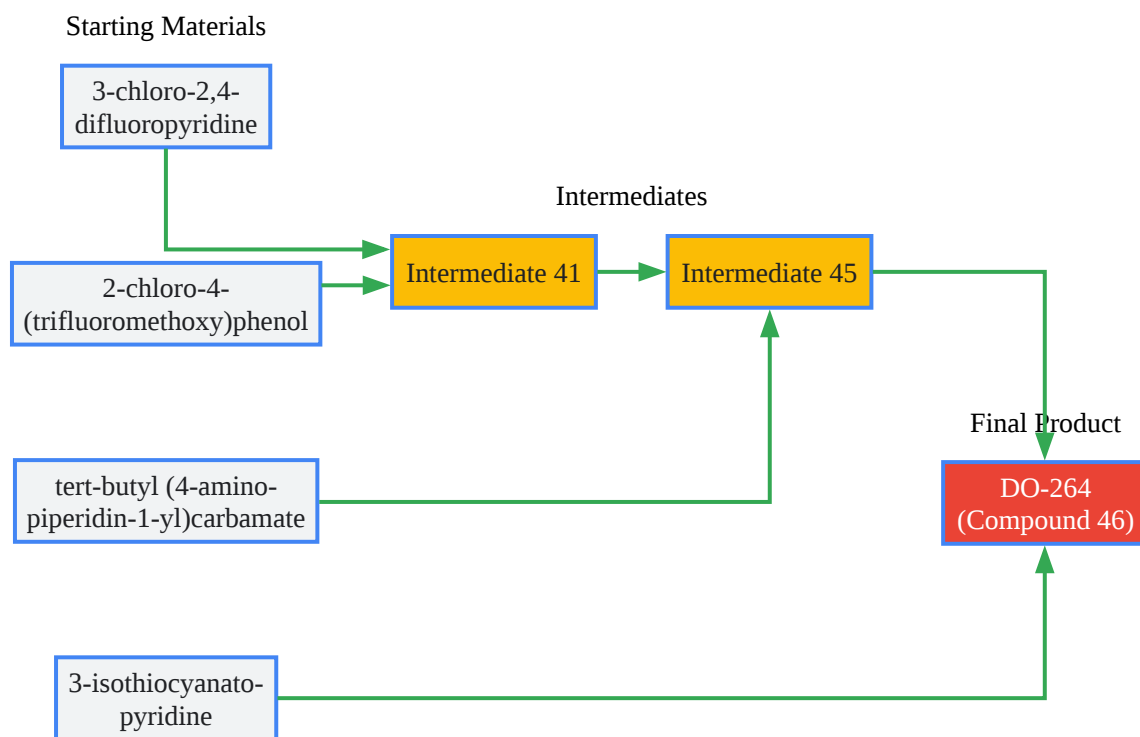 Starting Materials
3-chloro-2,4-
difluoropyridine
Intermediates
Intermediate 41
Intermediate 45
2-chloro-4-
(trifluoromethoxy)phenol
Final Product
tert-butyl (4-amino-
piperidin-1-yl)carbamate
DO-264
(Compound 46)
3-isothiocyanato-
pyridine